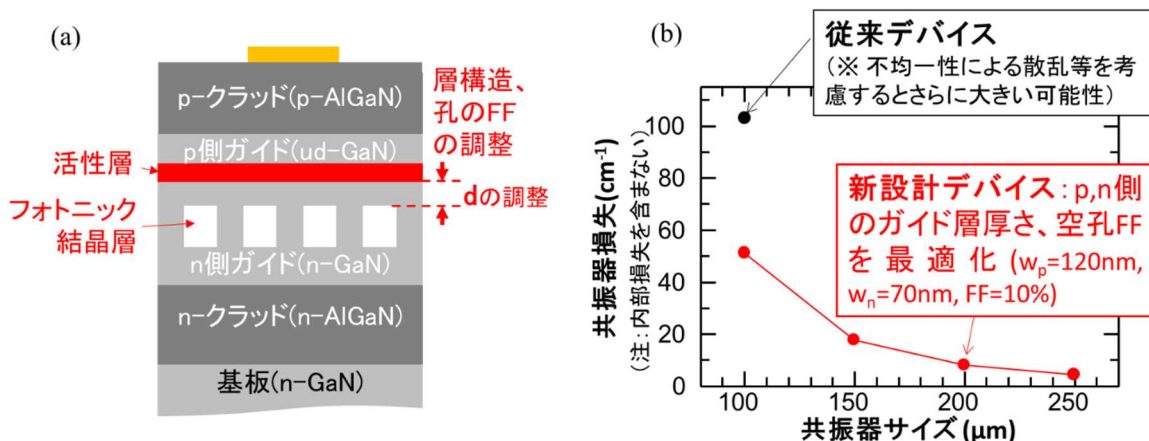 (a)
p-クラッド(p-AlGaN)
p側ガイド(ud-GaN)
活性層
フォトニック
結晶層
n側ガイド(n-GaN)
n-クラッド(n-AlGaN)
基板(n-GaN)
層構造、
孔のFF
の調整
dの調整
(b)
従来デバイス
(※ 不均一性による散乱等を考
慮するとさらに大きい可能性)
新設計デバイス：p,n側
のガイド層厚さ、空孔FF
を最適化 (wp=120nm,
wn=70nm, FF=10%)
共振器損失(cm-1)
(注：内部損失を含まない)
100
80
60
40
20
0
100
150
200
250
共振器サイズ (μm)